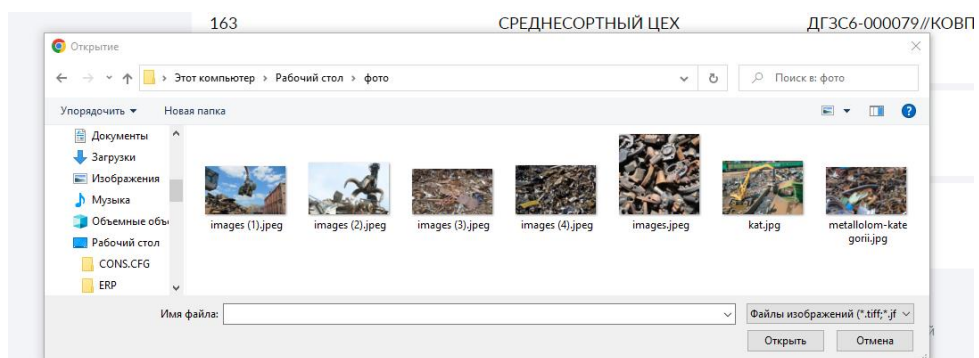 163 СРЕДНЕСОРТНЫЙ ЦЕХ ДГЗС6-000079//КОВП
Открытие
Этот компьютер › Рабочий стол › фото
Поиск в: фото
Упорядочить Новая папка
Документы
Загрузки
Изображения
Музыка
Объемные объ
Рабочий стол
CONS.CFG
ERP
images (1).jpeg images (2).jpeg images (3).jpeg images (4).jpeg images.jpeg kat.jpg metallolom-kate
gorii.jpg
Имя файла: Файлы изображений (*.tiff;*.jf
Открыть Отмена